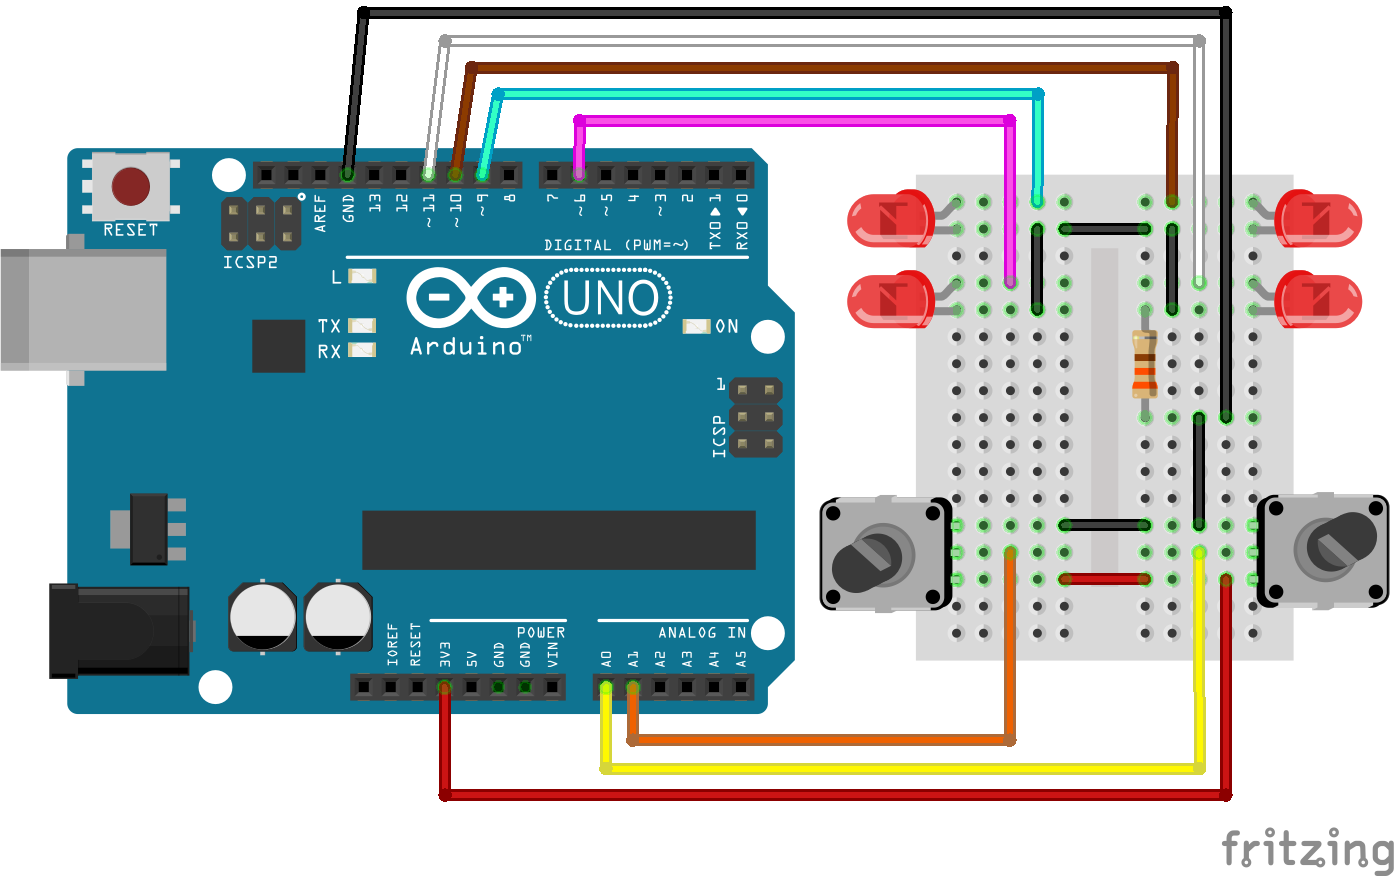 RESET
ICSP2
AREF
GND
13
12
~11
~10
~9
8
7
~6
~5
4
~3
2
TX0▶1
RX0◀0
DIGITAL (PWM=~)
L
TX
RX
UNO
Arduino™
ON
1
ICSP
IOREF
RESET
3V3
5V
GND
GND
VIN
POWER
A0
A1
A2
A3
A4
A5
ANALOG IN
fritzing